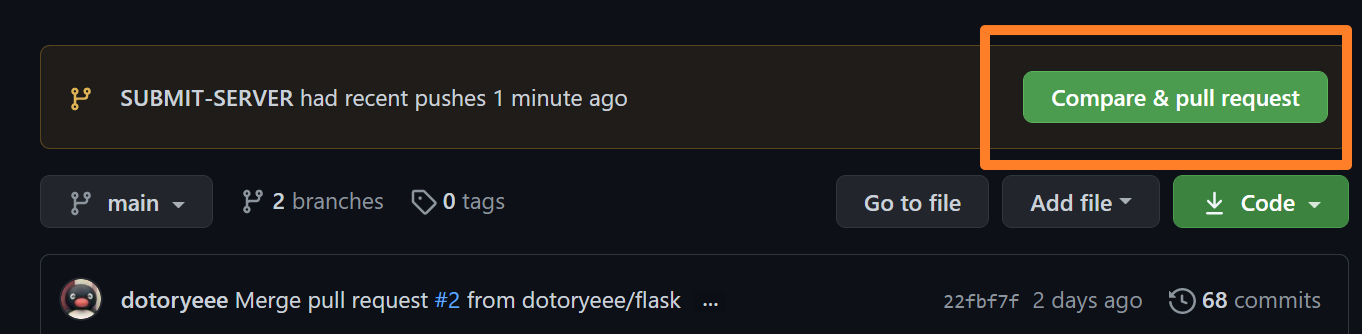 SUBMIT-SERVER had recent pushes 1 minute ago
Compare & pull request
main
2 branches
0 tags
Go to file
Add file
Code
dotoryeee Merge pull request #2 from dotoryeee/flask ...
22fbf7f 2 days ago
68 commits